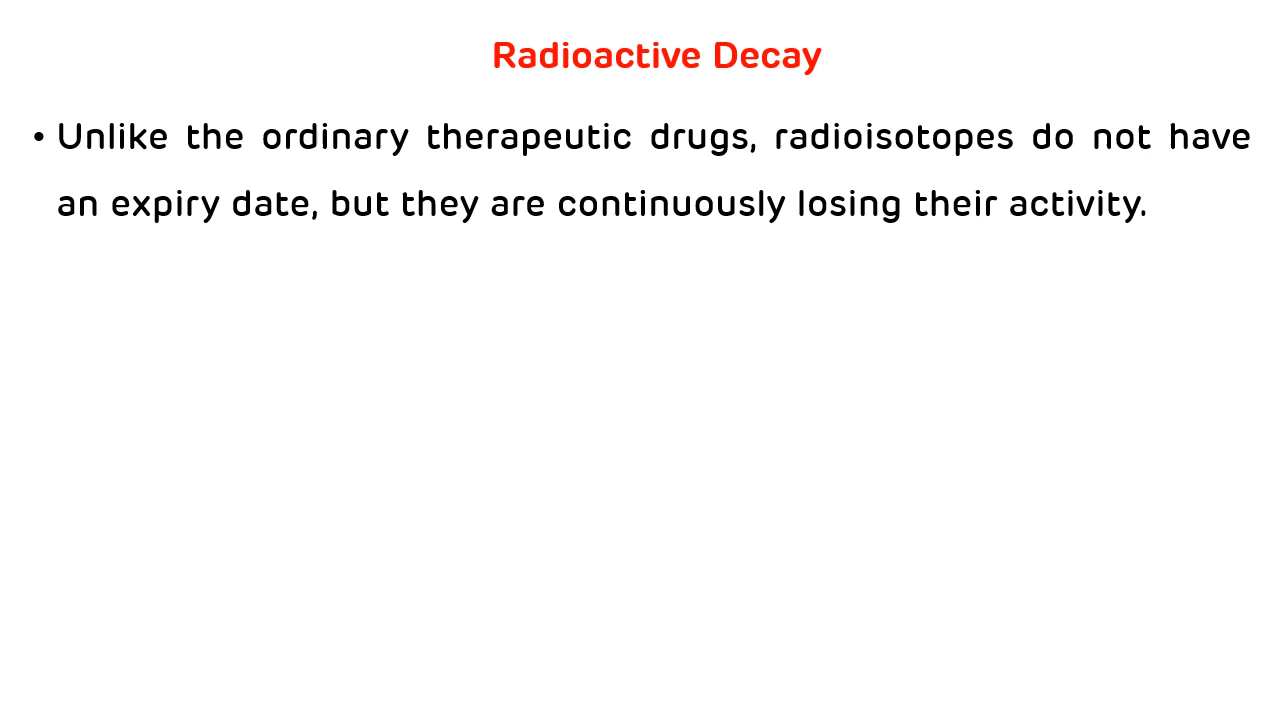 Radioactive Decay
• Unlike the ordinary therapeutic drugs, radioisotopes do not have
an expiry date, but they are continuously losing their activity.